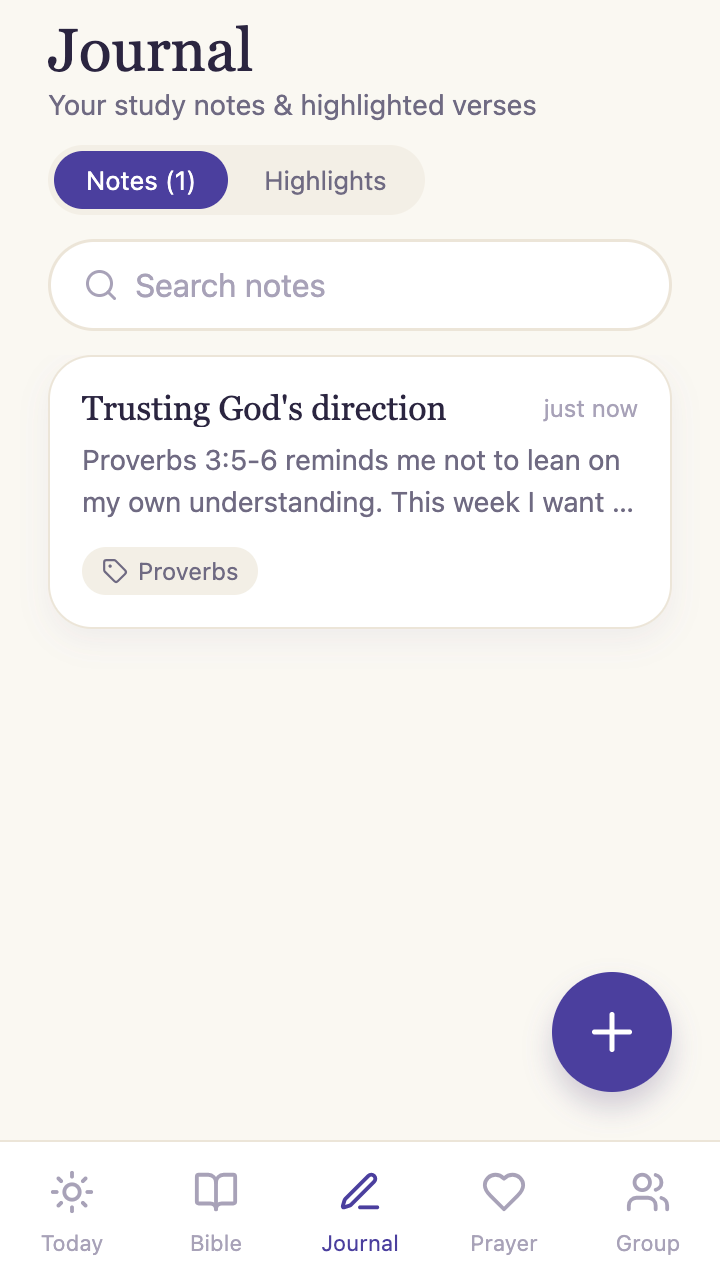 Journal
Your study notes & highlighted verses
Notes (1)
Highlights
Search notes
Trusting God's direction
just now
Proverbs 3:5-6 reminds me not to lean on
my own understanding. This week I want ...
Proverbs
Today
Bible
Journal
Prayer
Group